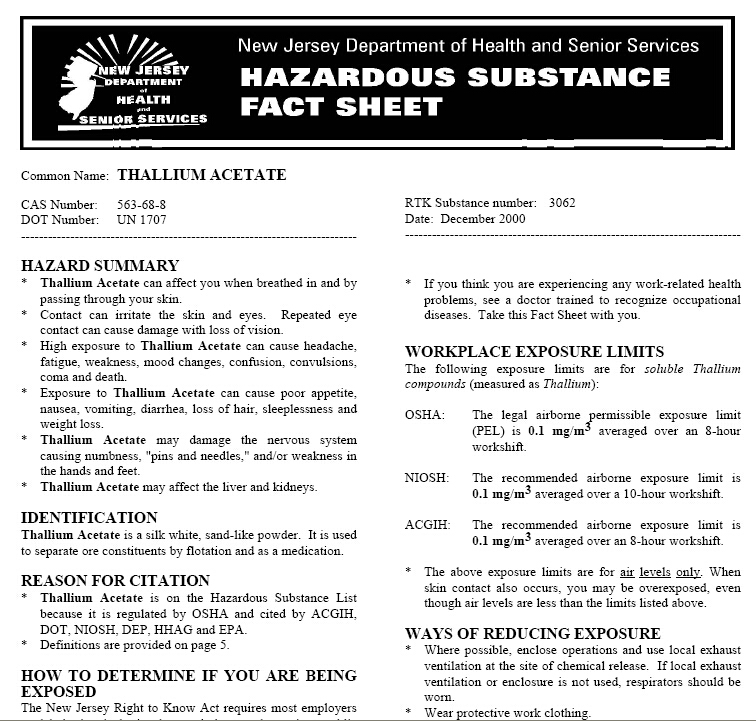 NEW JERSEY
DEPARTMENT
of
HEALTH
and
SENIOR SERVICES
New Jersey Department of Health and Senior Services
HAZARDOUS SUBSTANCE
FACT SHEET
Common Name: THALLIUM ACETATE
CAS Number: 563-68-8
DOT Number: UN 1707
--------------------------------------------------------------------------
HAZARD SUMMARY
* Thallium Acetate can affect you when breathed in and by
passing through your skin.
* Contact can irritate the skin and eyes. Repeated eye
contact can cause damage with loss of vision.
* High exposure to Thallium Acetate can cause headache,
fatigue, weakness, mood changes, confusion, convulsions,
coma and death.
* Exposure to Thallium Acetate can cause poor appetite,
nausea, vomiting, diarrhea, loss of hair, sleeplessness and
weight loss.
* Thallium Acetate may damage the nervous system
causing numbness, "pins and needles," and/or weakness in
the hands and feet.
* Thallium Acetate may affect the liver and kidneys.
IDENTIFICATION
Thallium Acetate is a silk white, sand-like powder. It is used
to separate ore constituents by flotation and as a medication.
REASON FOR CITATION
* Thallium Acetate is on the Hazardous Substance List
because it is regulated by OSHA and cited by ACGIH,
DOT, NIOSH, DEP, HHAG and EPA.
* Definitions are provided on page 5.
HOW TO DETERMINE IF YOU ARE BEING
EXPOSED
The New Jersey Right to Know Act requires most employers
RTK Substance number: 3062
Date: December 2000
--------------------------------------------------------------------------
* If you think you are experiencing any work-related health
problems, see a doctor trained to recognize occupational
diseases. Take this Fact Sheet with you.
WORKPLACE EXPOSURE LIMITS
The following exposure limits are for soluble Thallium
compounds (measured as Thallium):
OSHA: The legal airborne permissible exposure limit
(PEL) is 0.1 mg/m3 averaged over an 8-hour
workshift.
NIOSH: The recommended airborne exposure limit is
0.1 mg/m3 averaged over a 10-hour workshift.
ACGIH: The recommended airborne exposure limit is
0.1 mg/m3 averaged over an 8-hour workshift.
* The above exposure limits are for air levels only. When
skin contact also occurs, you may be overexposed, even
though air levels are less than the limits listed above.
WAYS OF REDUCING EXPOSURE
* Where possible, enclose operations and use local exhaust
ventilation at the site of chemical release. If local exhaust
ventilation or enclosure is not used, respirators should be
worn.
* Wear protective work clothing.